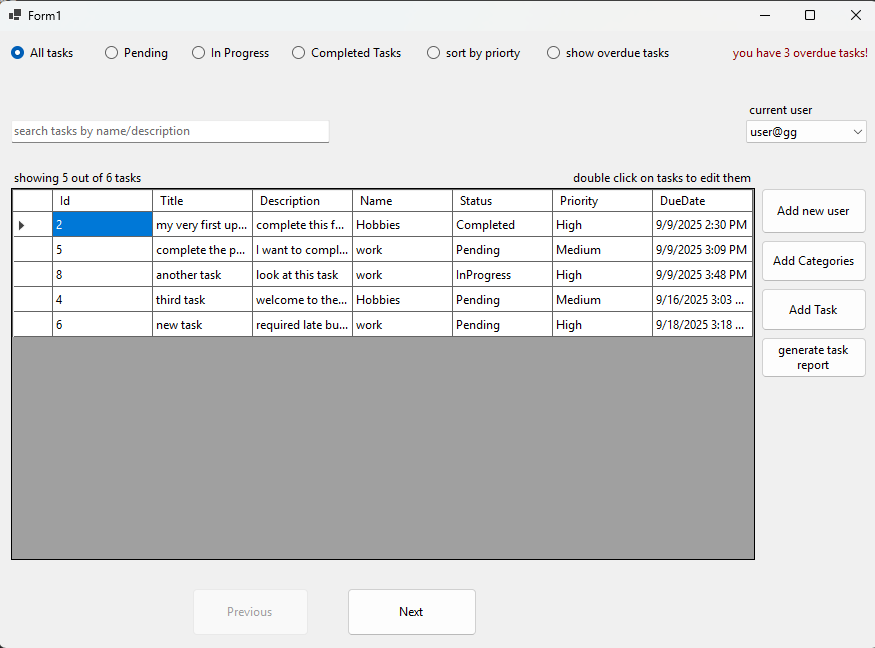 Form1
All tasks Pending In Progress Completed Tasks sort by priorty show overdue tasks you have 3 overdue tasks!
current user
search tasks by name/description user@gg
showing 5 out of 6 tasks double click on tasks to edit them
Id Title Description Name Status Priority DueDate
2 my very first up... complete this f... Hobbies Completed High 9/9/2025 2:30 PM
5 complete the p... I want to compl... work Pending Medium 9/9/2025 3:09 PM
8 another task look at this task work InProgress High 9/9/2025 3:48 PM
4 third task welcome to the... Hobbies Pending Medium 9/16/2025 3:03 ...
6 new task required late bu... work Pending High 9/18/2025 3:18 ...
Add new user
Add Categories
Add Task
generate task
report
Previous Next